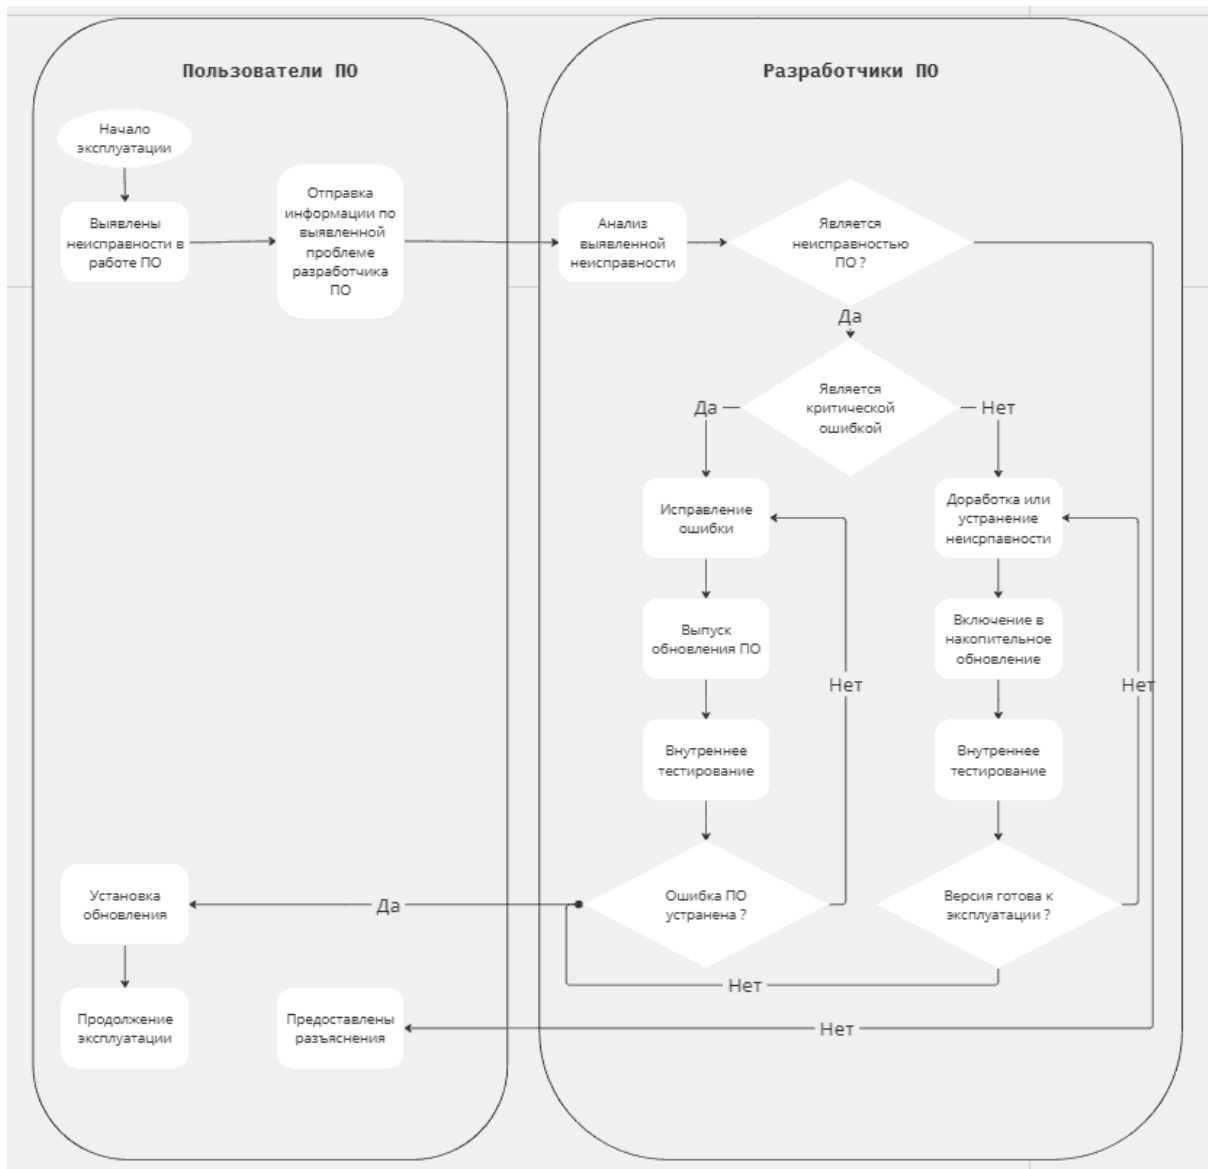 Пользователи ПО
Начало
эксплуатации
Выявлены
неисправности в
работе ПО
Отправка
информации по
выявленной
проблеме
разработчика
ПО
Разработчики ПО
Анализ
выявленной
неисправности
Является
неисправностью
ПО ?
Да
Является
критической
ошибкой
Да
Нет
Исправление
ошибки
Доработка или
устранение
неисрпавности
Выпуск
обновления ПО
Включение в
накопительное
обновление
Нет
Нет
Внутреннее
тестирование
Внутреннее
тестирование
Установка
обновления
Да
Ошибка ПО
устранена ?
Версия готова к
эксплуатации ?
Нет
Продолжение
эксплуатации
Предоставлены
разъяснения
Нет